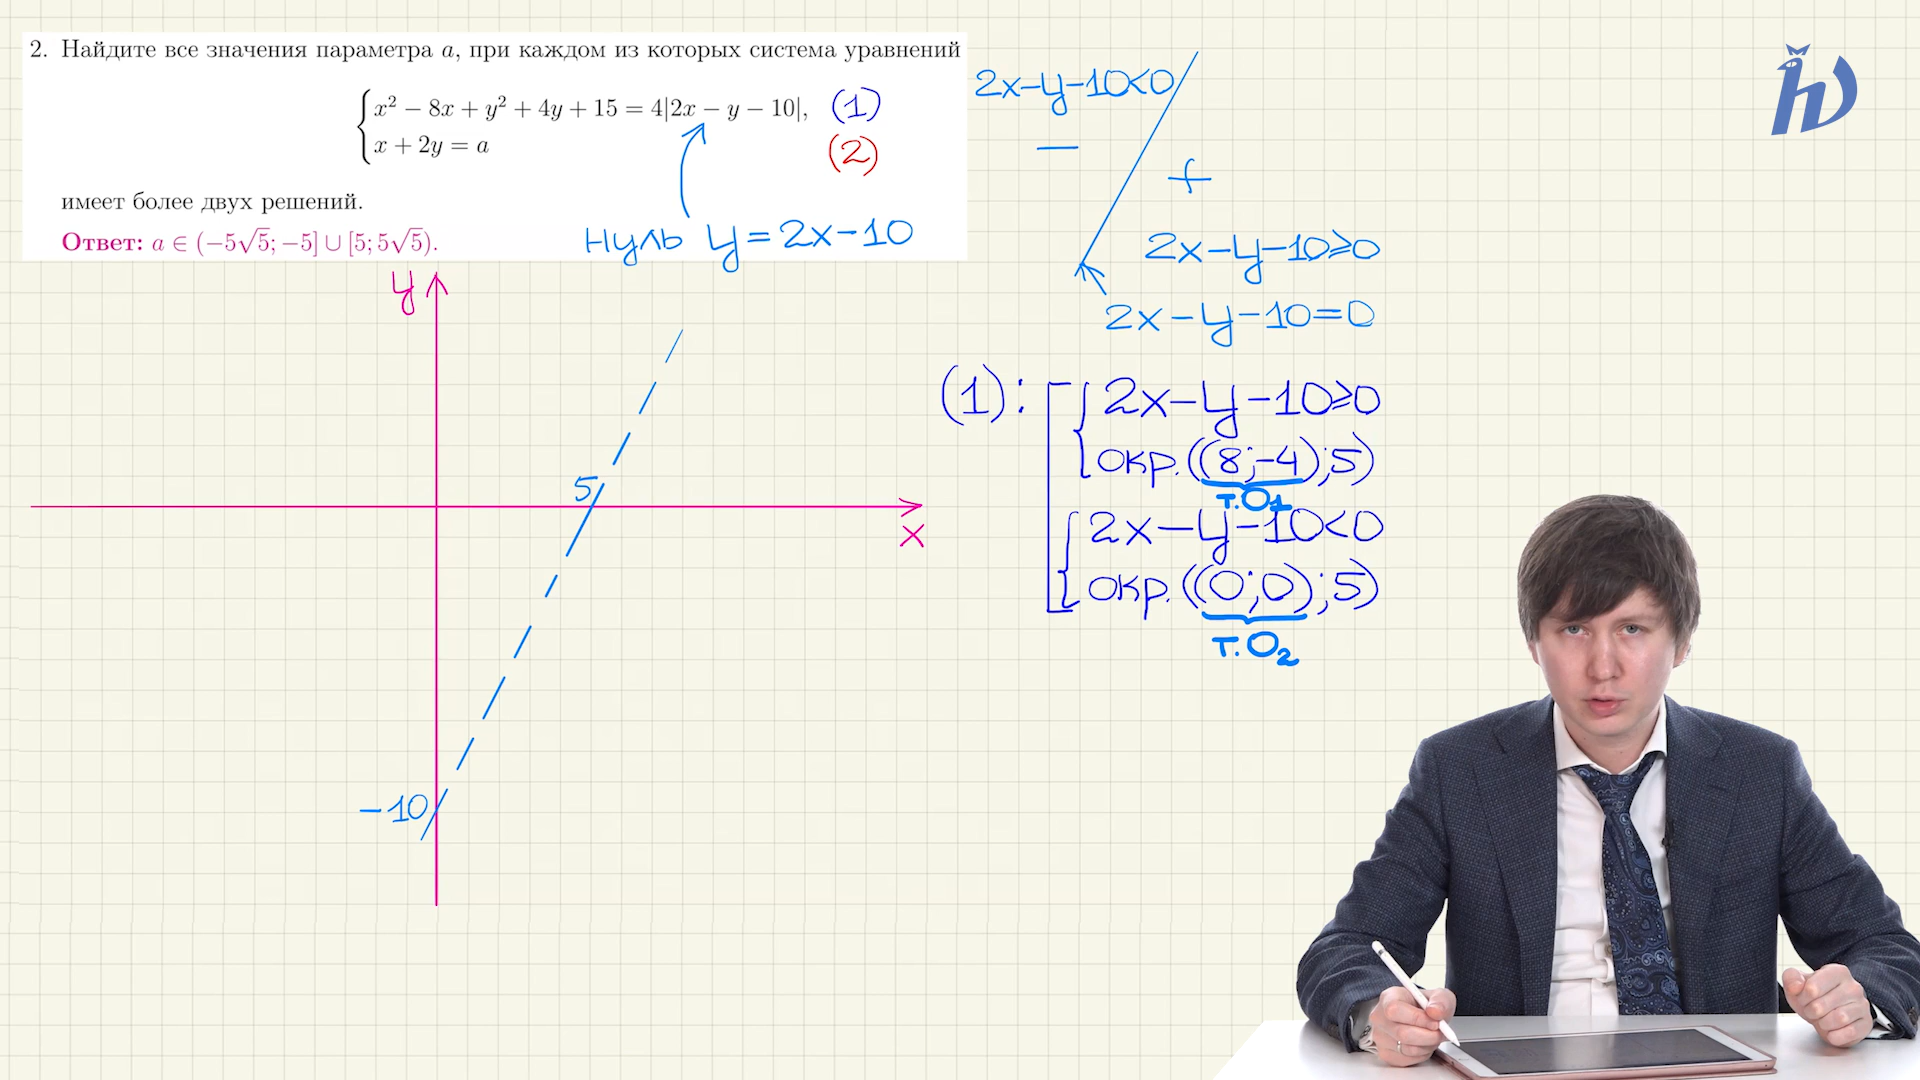 2. Найдите все значения параметра a, при каждом из которых система уравнений
x² − 8x + y² + 4y + 15 = 4|2x − y − 10|, (1)
x + 2y = a (2)
имеет более двух решений.
Ответ: a ∈ (−5√5; −5] ∪ [5; 5√5).
нуль y = 2x − 10
2x − y − 10 < 0
−
+
2x − y − 10 ⩾ 0
2x − y − 10 = 0
y
5
x
−10
(1):
2x − y − 10 ⩾ 0
окр. ((8; −4); 5)
т. O₁
2x − y − 10 < 0
окр. ((0; 0); 5)
т. O₂